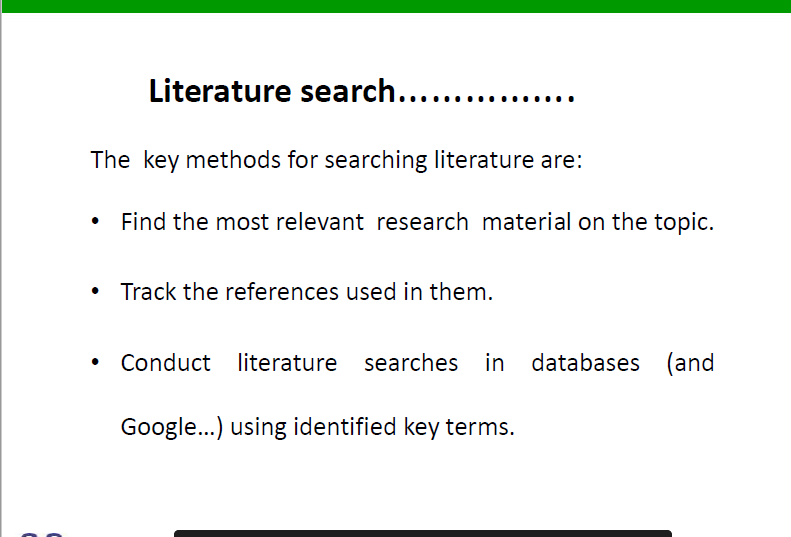 Literature search…………….
The key methods for searching literature are:
• Find the most relevant research material on the topic.
• Track the references used in them.
• Conduct literature searches in databases (and
Google…) using identified key terms.